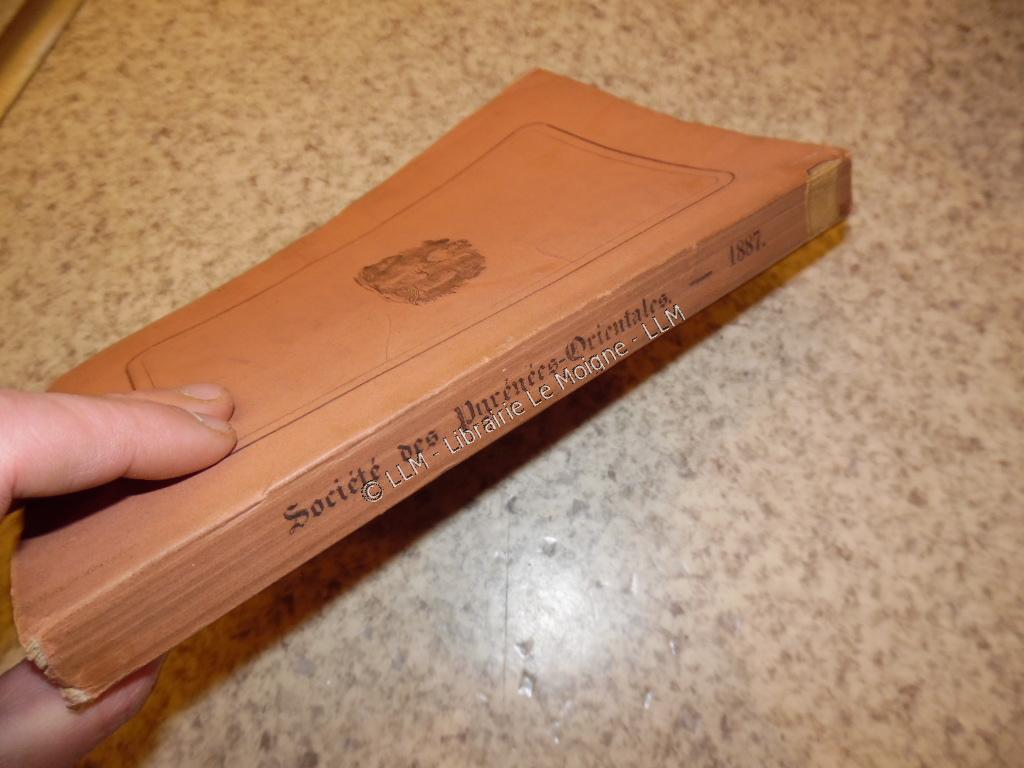 Société des Pyrénées-Orientales. — 1887.
© LLM - Librairie Le Moigne - LLM